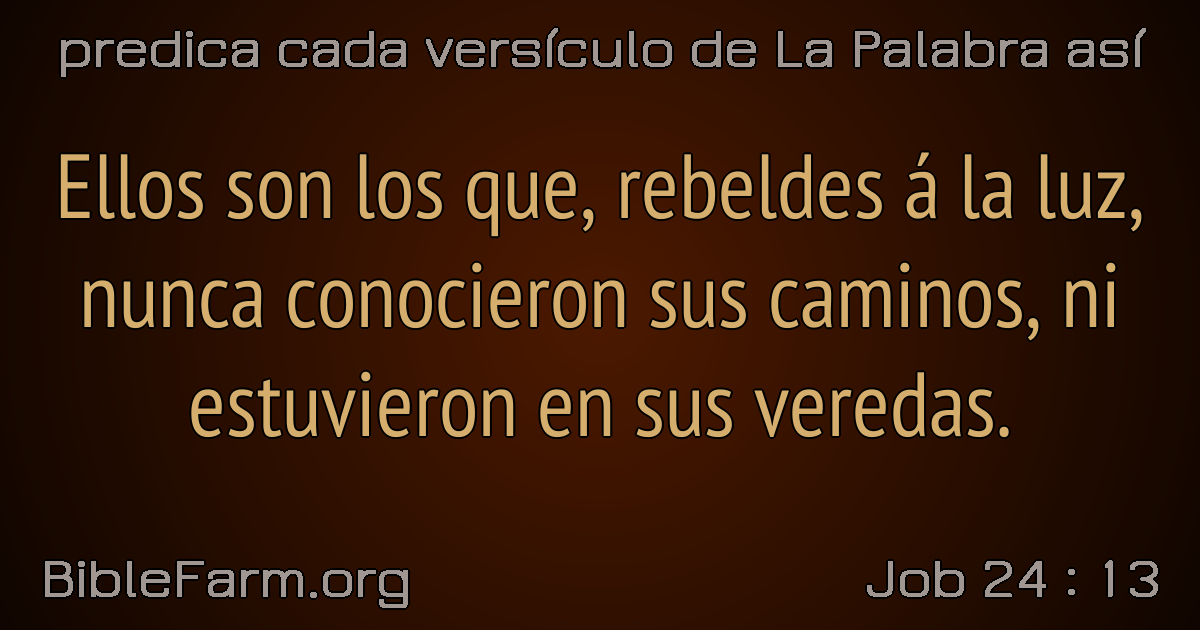 predica cada versículo de La Palabra así
Ellos son los que, rebeldes á la luz,
nunca conocieron sus caminos, ni
estuvieron en sus veredas.
BibleFarm.org
Job 24 : 13